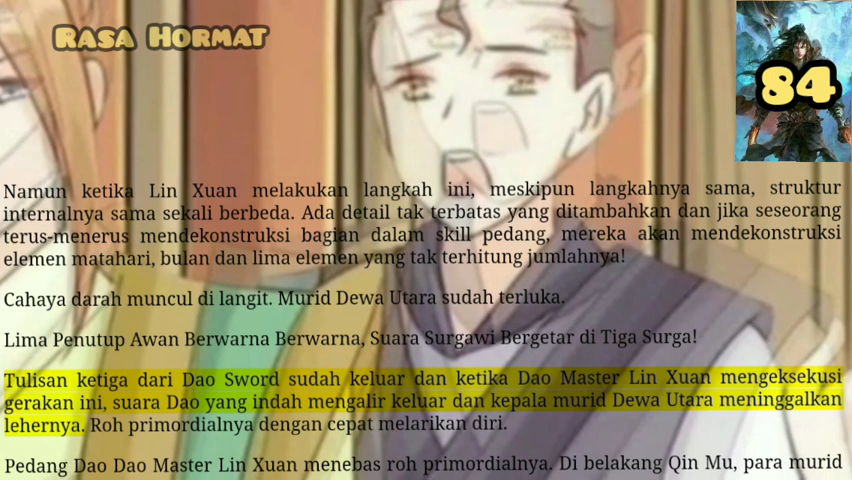 Rasa Hormat
84
Namun ketika Lin Xuan melakukan langkah ini, meskipun langkahnya sama, struktur
internalnya sama sekali berbeda. Ada detail tak terbatas yang ditambahkan dan jika seseorang
terus-menerus mendekonstruksi bagian dalam skill pedang, mereka akan mendekonstruksi
elemen matahari, bulan dan lima elemen yang tak terhitung jumlahnya!
Cahaya darah muncul di langit. Murid Dewa Utara sudah terluka.
Lima Penutup Awan Berwarna Berwarna, Suara Surgawi Bergetar di Tiga Surga!
Tulisan ketiga dari Dao Sword sudah keluar dan ketika Dao Master Lin Xuan mengeksekusi
gerakan ini, suara Dao yang indah mengalir keluar dan kepala murid Dewa Utara meninggalkan
lehernya. Roh primordialnya dengan cepat melarikan diri.
Pedang Dao Dao Master Lin Xuan menebas roh primordialnya. Di belakang Qin Mu, para murid